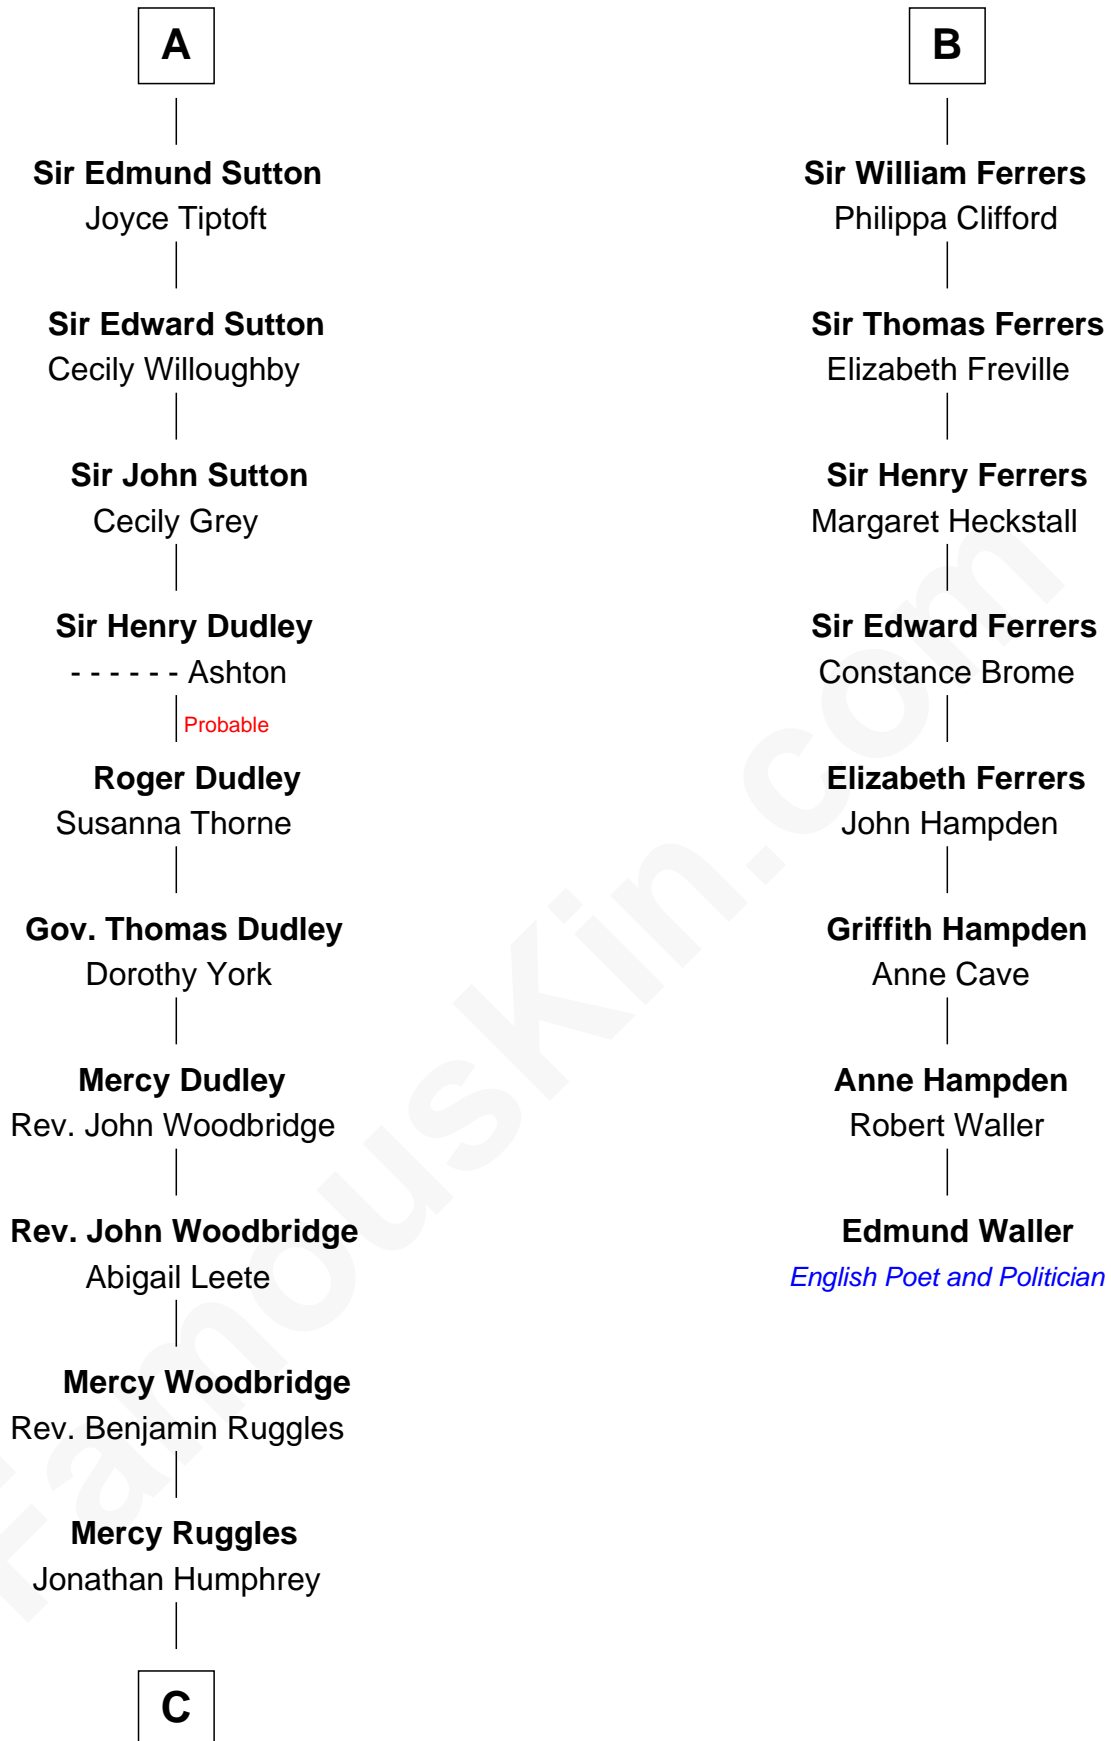 A
Sir Edmund Sutton
Joyce Tiptoft
Sir Edward Sutton
Cecily Willoughby
Sir John Sutton
Cecily Grey
Sir Henry Dudley
- - - - - - Ashton
Probable
Roger Dudley
Susanna Thorne
Gov. Thomas Dudley
Dorothy York
Mercy Dudley
Rev. John Woodbridge
Rev. John Woodbridge
Abigail Leete
Mercy Woodbridge
Rev. Benjamin Ruggles
Mercy Ruggles
Jonathan Humphrey
C
B
Sir William Ferrers
Philippa Clifford
Sir Thomas Ferrers
Elizabeth Freville
Sir Henry Ferrers
Margaret Heckstall
Sir Edward Ferrers
Constance Brome
Elizabeth Ferrers
John Hampden
Griffith Hampden
Anne Cave
Anne Hampden
Robert Waller
Edmund Waller
English Poet and Politician
FamousKin.com